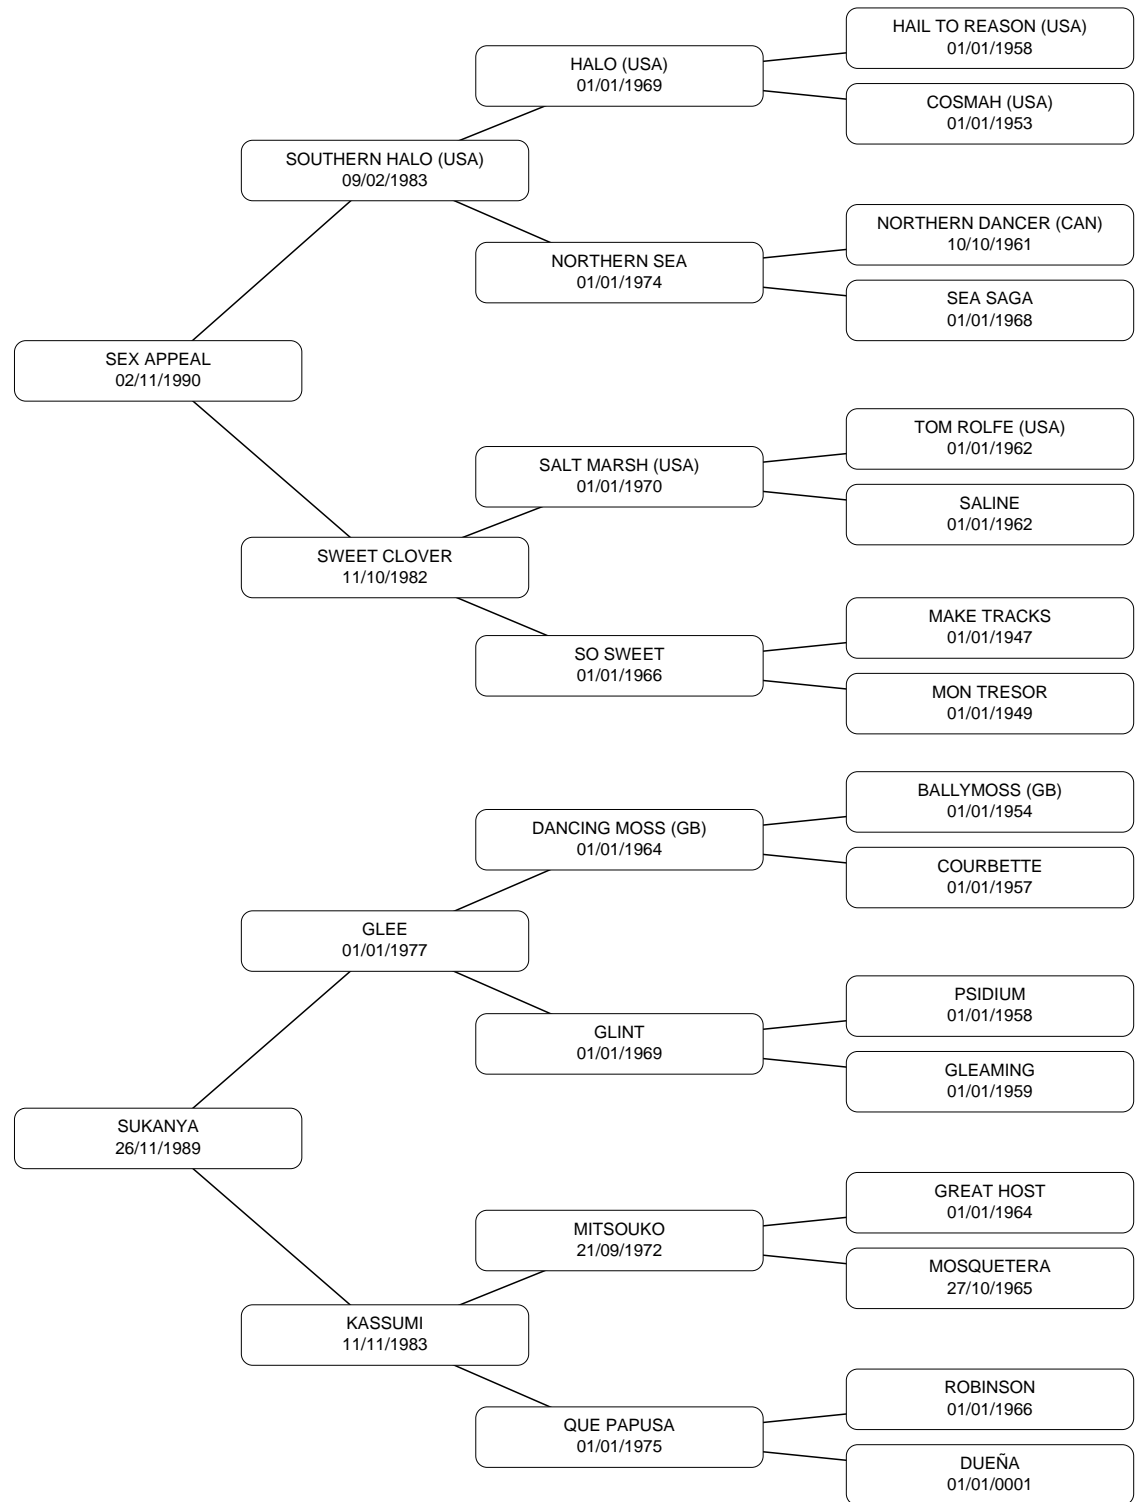 HAIL TO REASON (USA)
01/01/1958
HALO (USA)
01/01/1969
COSMAH (USA)
01/01/1953
SOUTHERN HALO (USA)
09/02/1983
NORTHERN DANCER (CAN)
10/10/1961
NORTHERN SEA
01/01/1974
SEA SAGA
01/01/1968
SEX APPEAL
02/11/1990
TOM ROLFE (USA)
01/01/1962
SALT MARSH (USA)
01/01/1970
SALINE
01/01/1962
SWEET CLOVER
11/10/1982
MAKE TRACKS
01/01/1947
SO SWEET
01/01/1966
MON TRESOR
01/01/1949
BALLYMOSS (GB)
01/01/1954
DANCING MOSS (GB)
01/01/1964
COURBETTE
01/01/1957
GLEE
01/01/1977
PSIDIUM
01/01/1958
GLINT
01/01/1969
GLEAMING
01/01/1959
SUKANYA
26/11/1989
GREAT HOST
01/01/1964
MITSOUKO
21/09/1972
MOSQUETERA
27/10/1965
KASSUMI
11/11/1983
ROBINSON
01/01/1966
QUE PAPUSA
01/01/1975
DUEÑA
01/01/0001